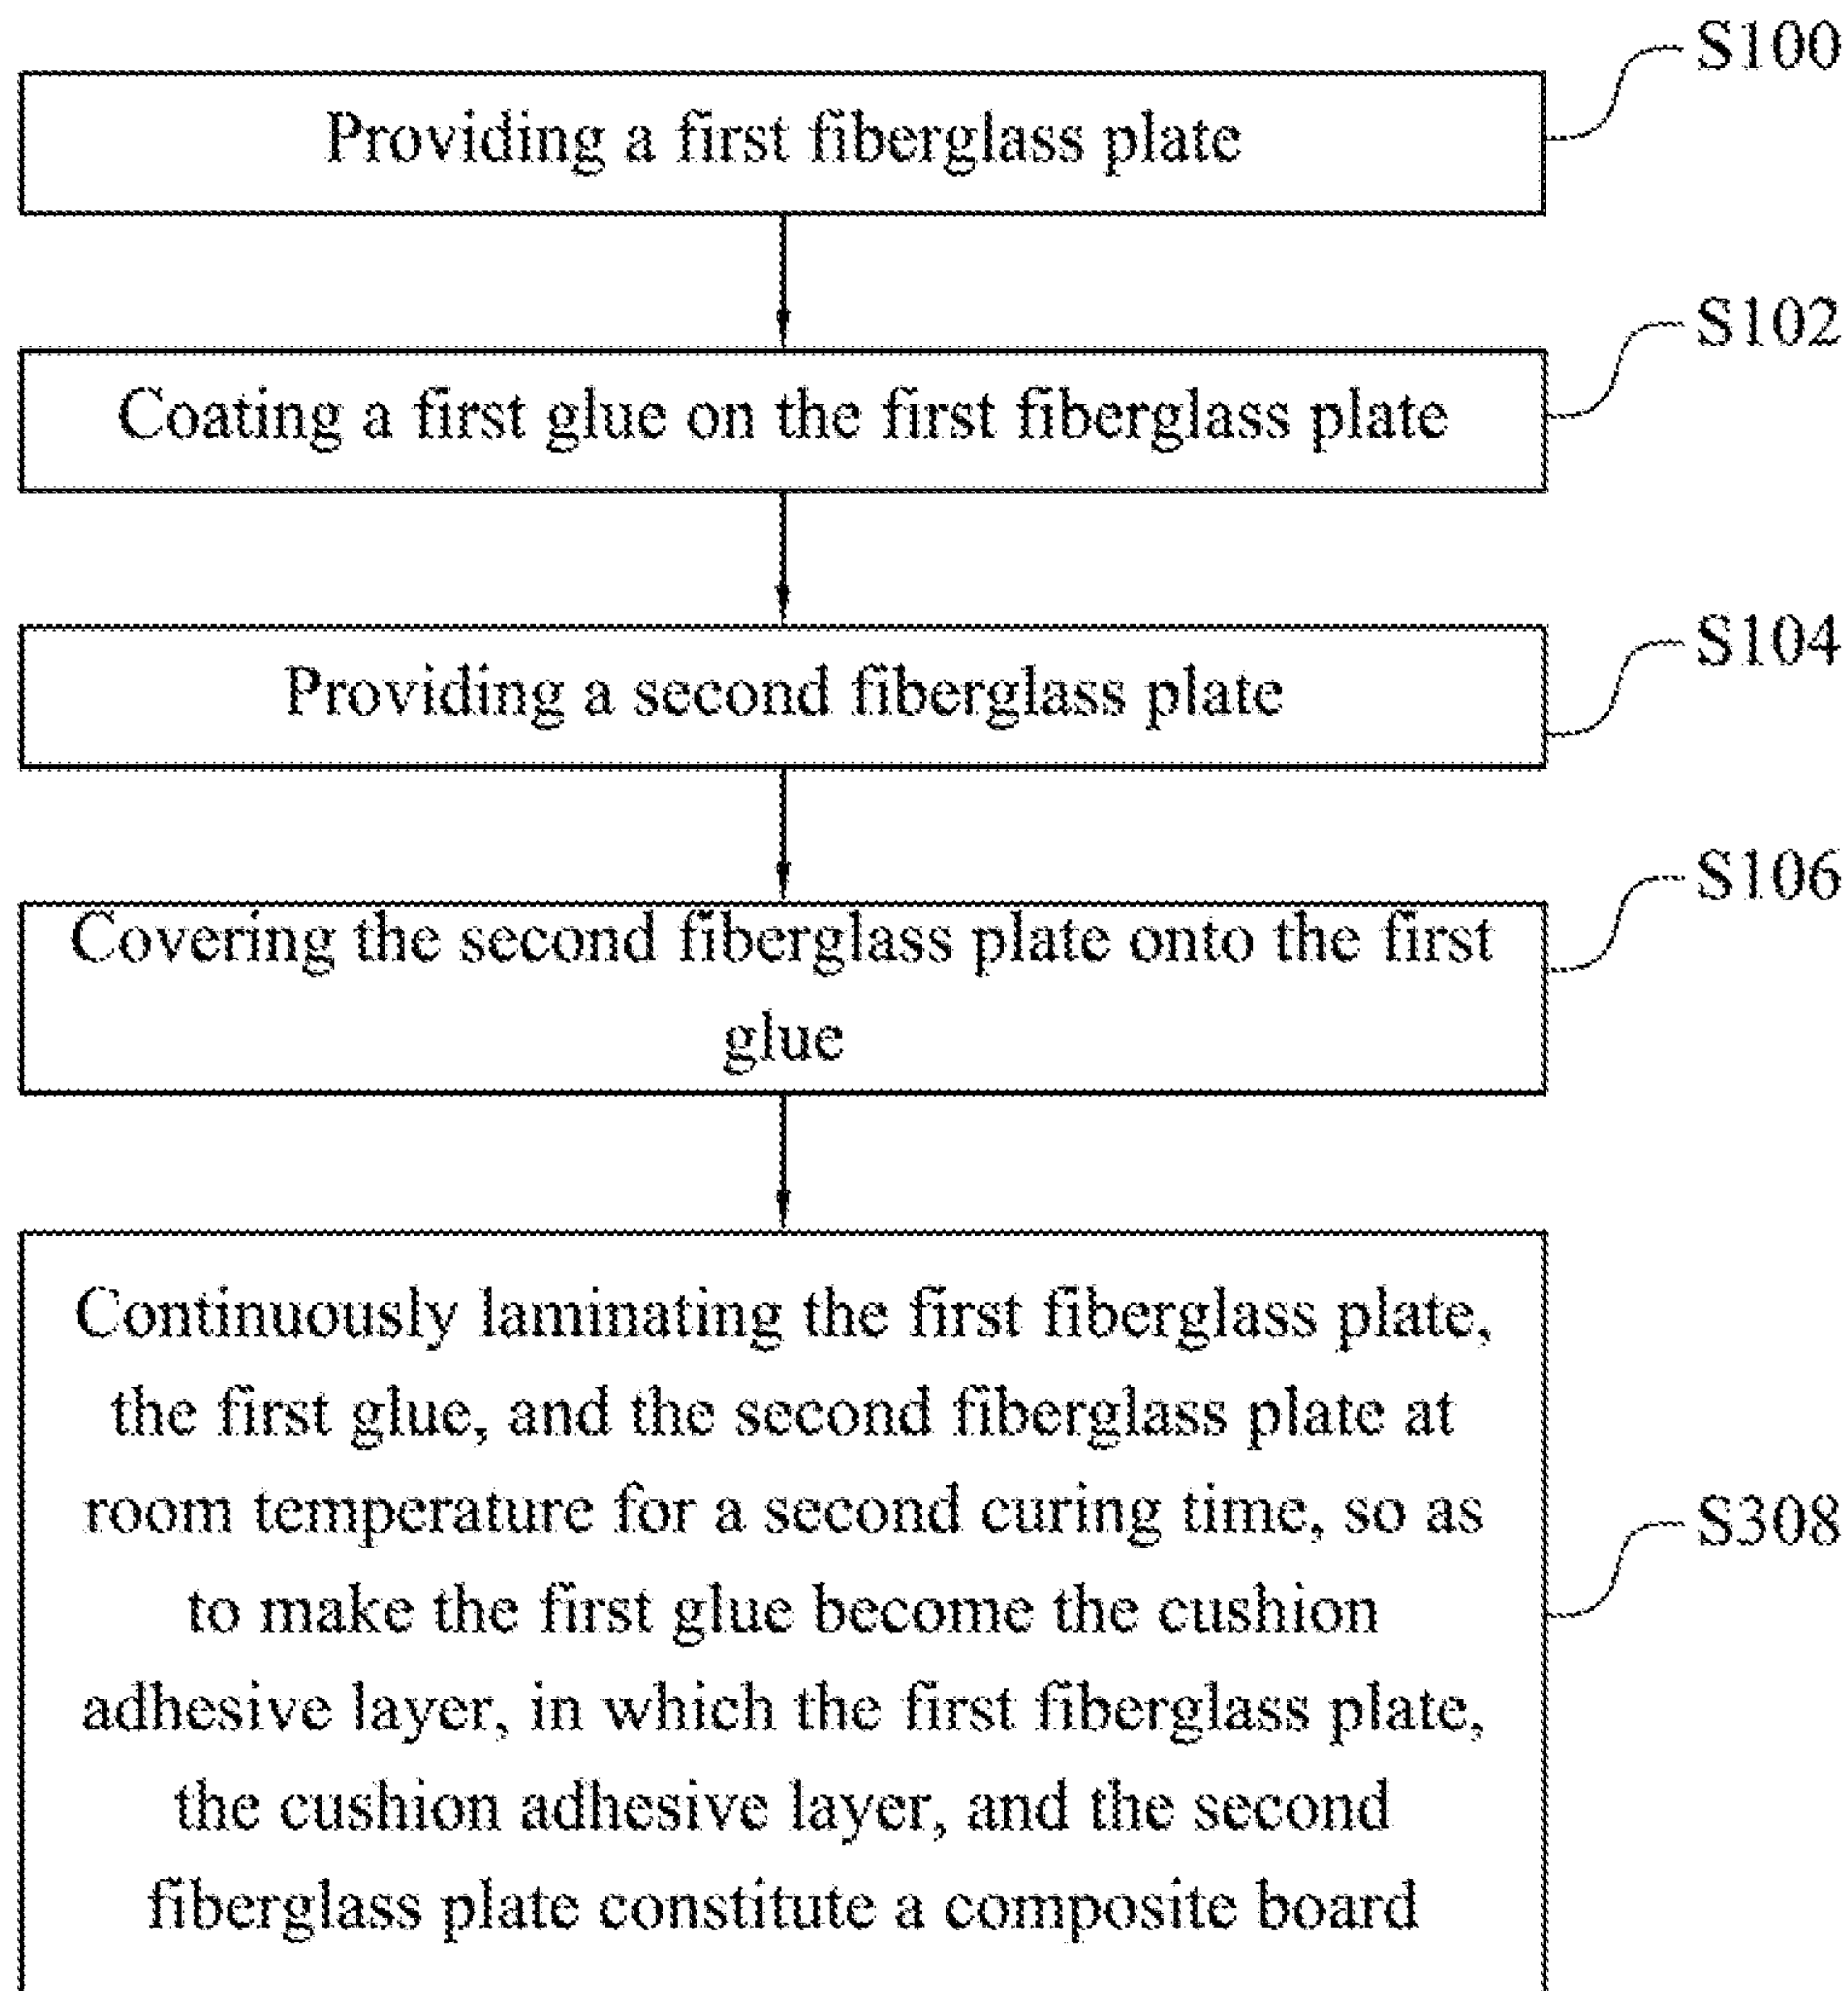 S100
Providing a first fiberglass plate
S102
Coating a first glue on the first fiberglass plate
S104
Providing a second fiberglass plate
S106
Covering the second fiberglass plate onto the first
glue
Continuously laminating the first fiberglass plate,
the first glue, and the second fiberglass plate at
room temperature for a second curing time, so as
S308
to make the first glue become the cushion
adhesive layer, in which the first fiberglass plate,
the cushion adhesive layer, and the second
fiberglass plate constitute a composite board